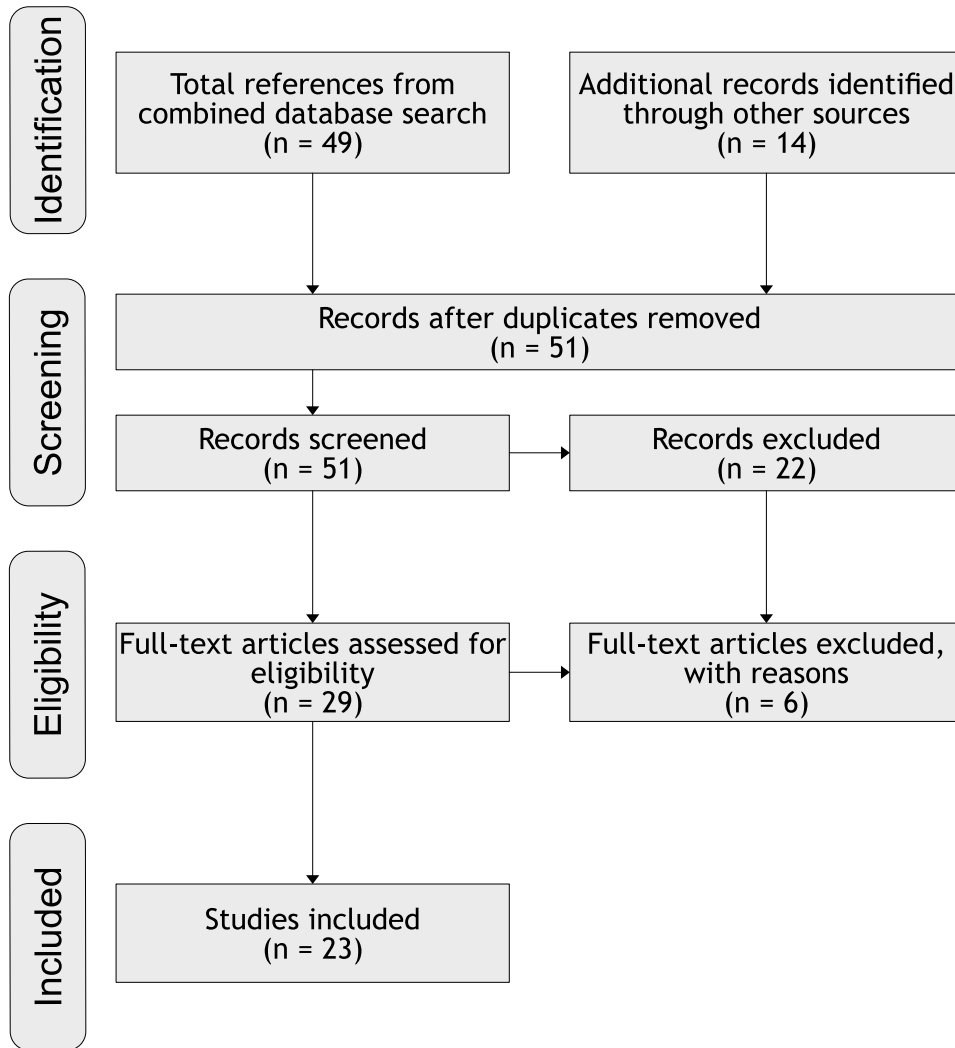 Identification
Total references from
combined database search
(n = 49)
Additional records identified
through other sources
(n = 14)
Screening
Records after duplicates removed
(n = 51)
Records screened
(n = 51)
Records excluded
(n = 22)
Eligibility
Full-text articles assessed for
eligibility
(n = 29)
Full-text articles excluded,
with reasons
(n = 6)
Included
Studies included
(n = 23)